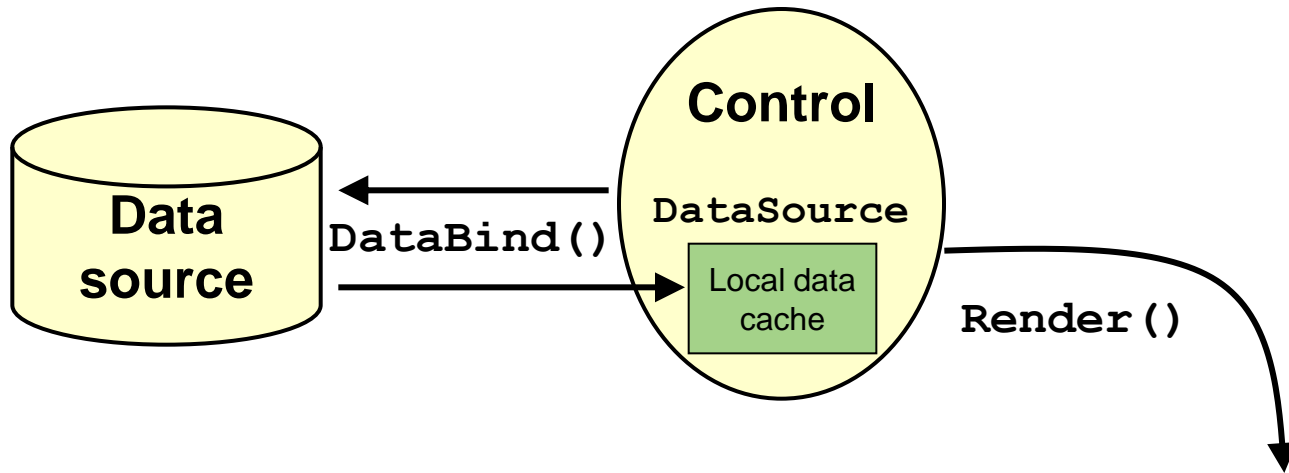 Control
Data
source
DataBind()
DataSource
Local data
cache
Render()